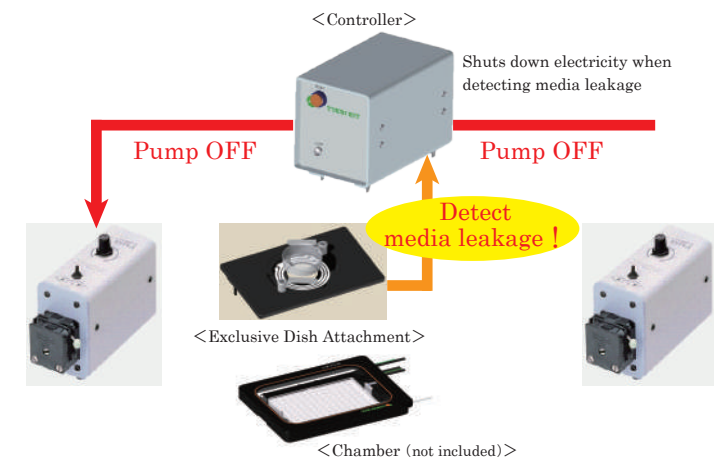 <Controller>
Shuts down electricity when
detecting media leakage
Pump OFF
Pump OFF
Detect
media leakage !
<Exclusive Dish Attachment>
<Chamber (not included)>